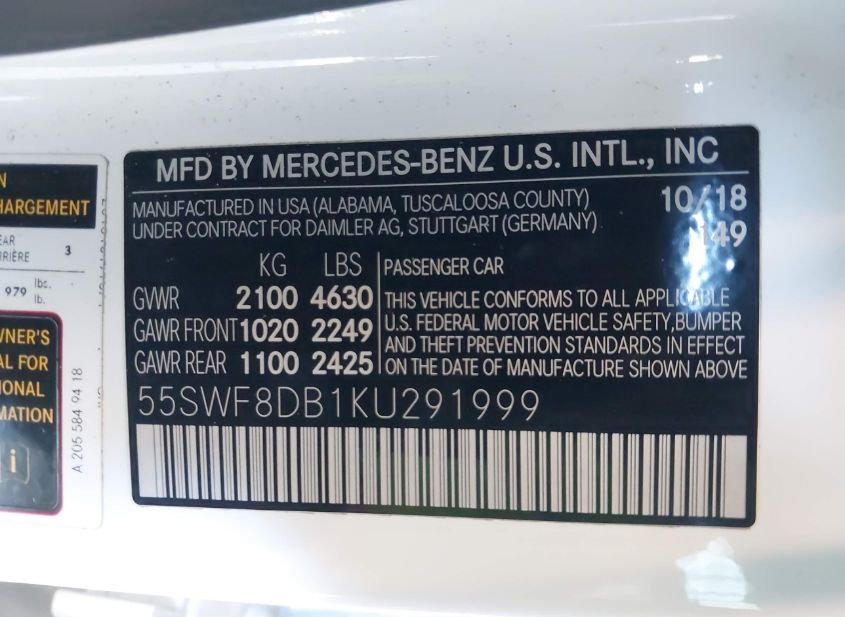 N
HARGEMENT
EAR
RRIÈRE 3
979 lbs.
lb.
WNER'S
AL FOR
IONAL
MATION
i
A 205 584 94 18
MFD BY MERCEDES-BENZ U.S. INTL., INC
MANUFACTURED IN USA (ALABAMA, TUSCALOOSA COUNTY) 10/18
UNDER CONTRACT FOR DAIMLER AG, STUTTGART (GERMANY) 149
KG LBS PASSENGER CAR
GVWR 2100 4630 THIS VEHICLE CONFORMS TO ALL APPLICABLE
GAWR FRONT 1020 2249 U.S. FEDERAL MOTOR VEHICLE SAFETY,BUMPER
AND THEFT PREVENTION STANDARDS IN EFFECT
GAWR REAR 1100 2425 ON THE DATE OF MANUFACTURE SHOWN ABOVE
55SWF8DB1KU291999